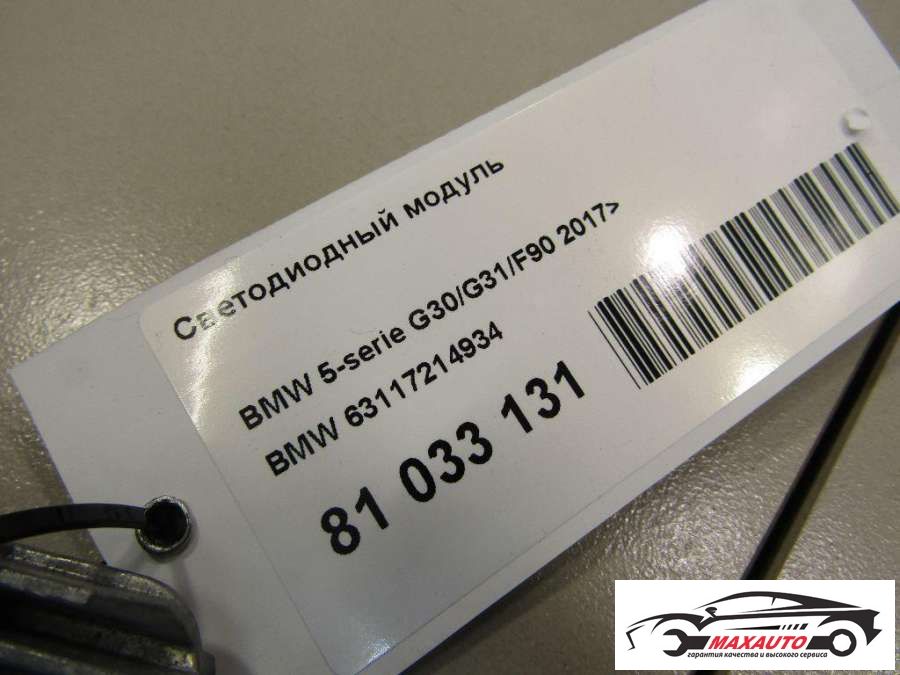 Светодиодный модуль
BMW 5-serie G30/G31/F90 2017>
BMW 63117214934
81 033 131
MAXAUTO
гарантия качества и высокого сервиса